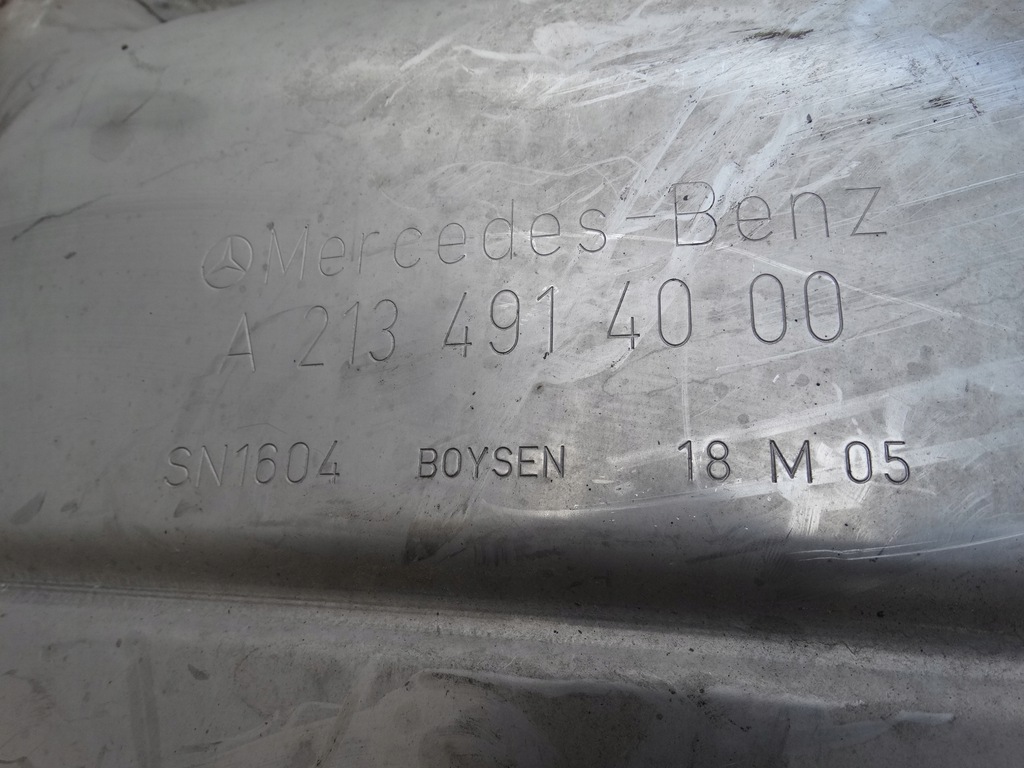 Mercedes-Benz
A 213 491 40 00
SN1604 BOYSEN 18 M 05